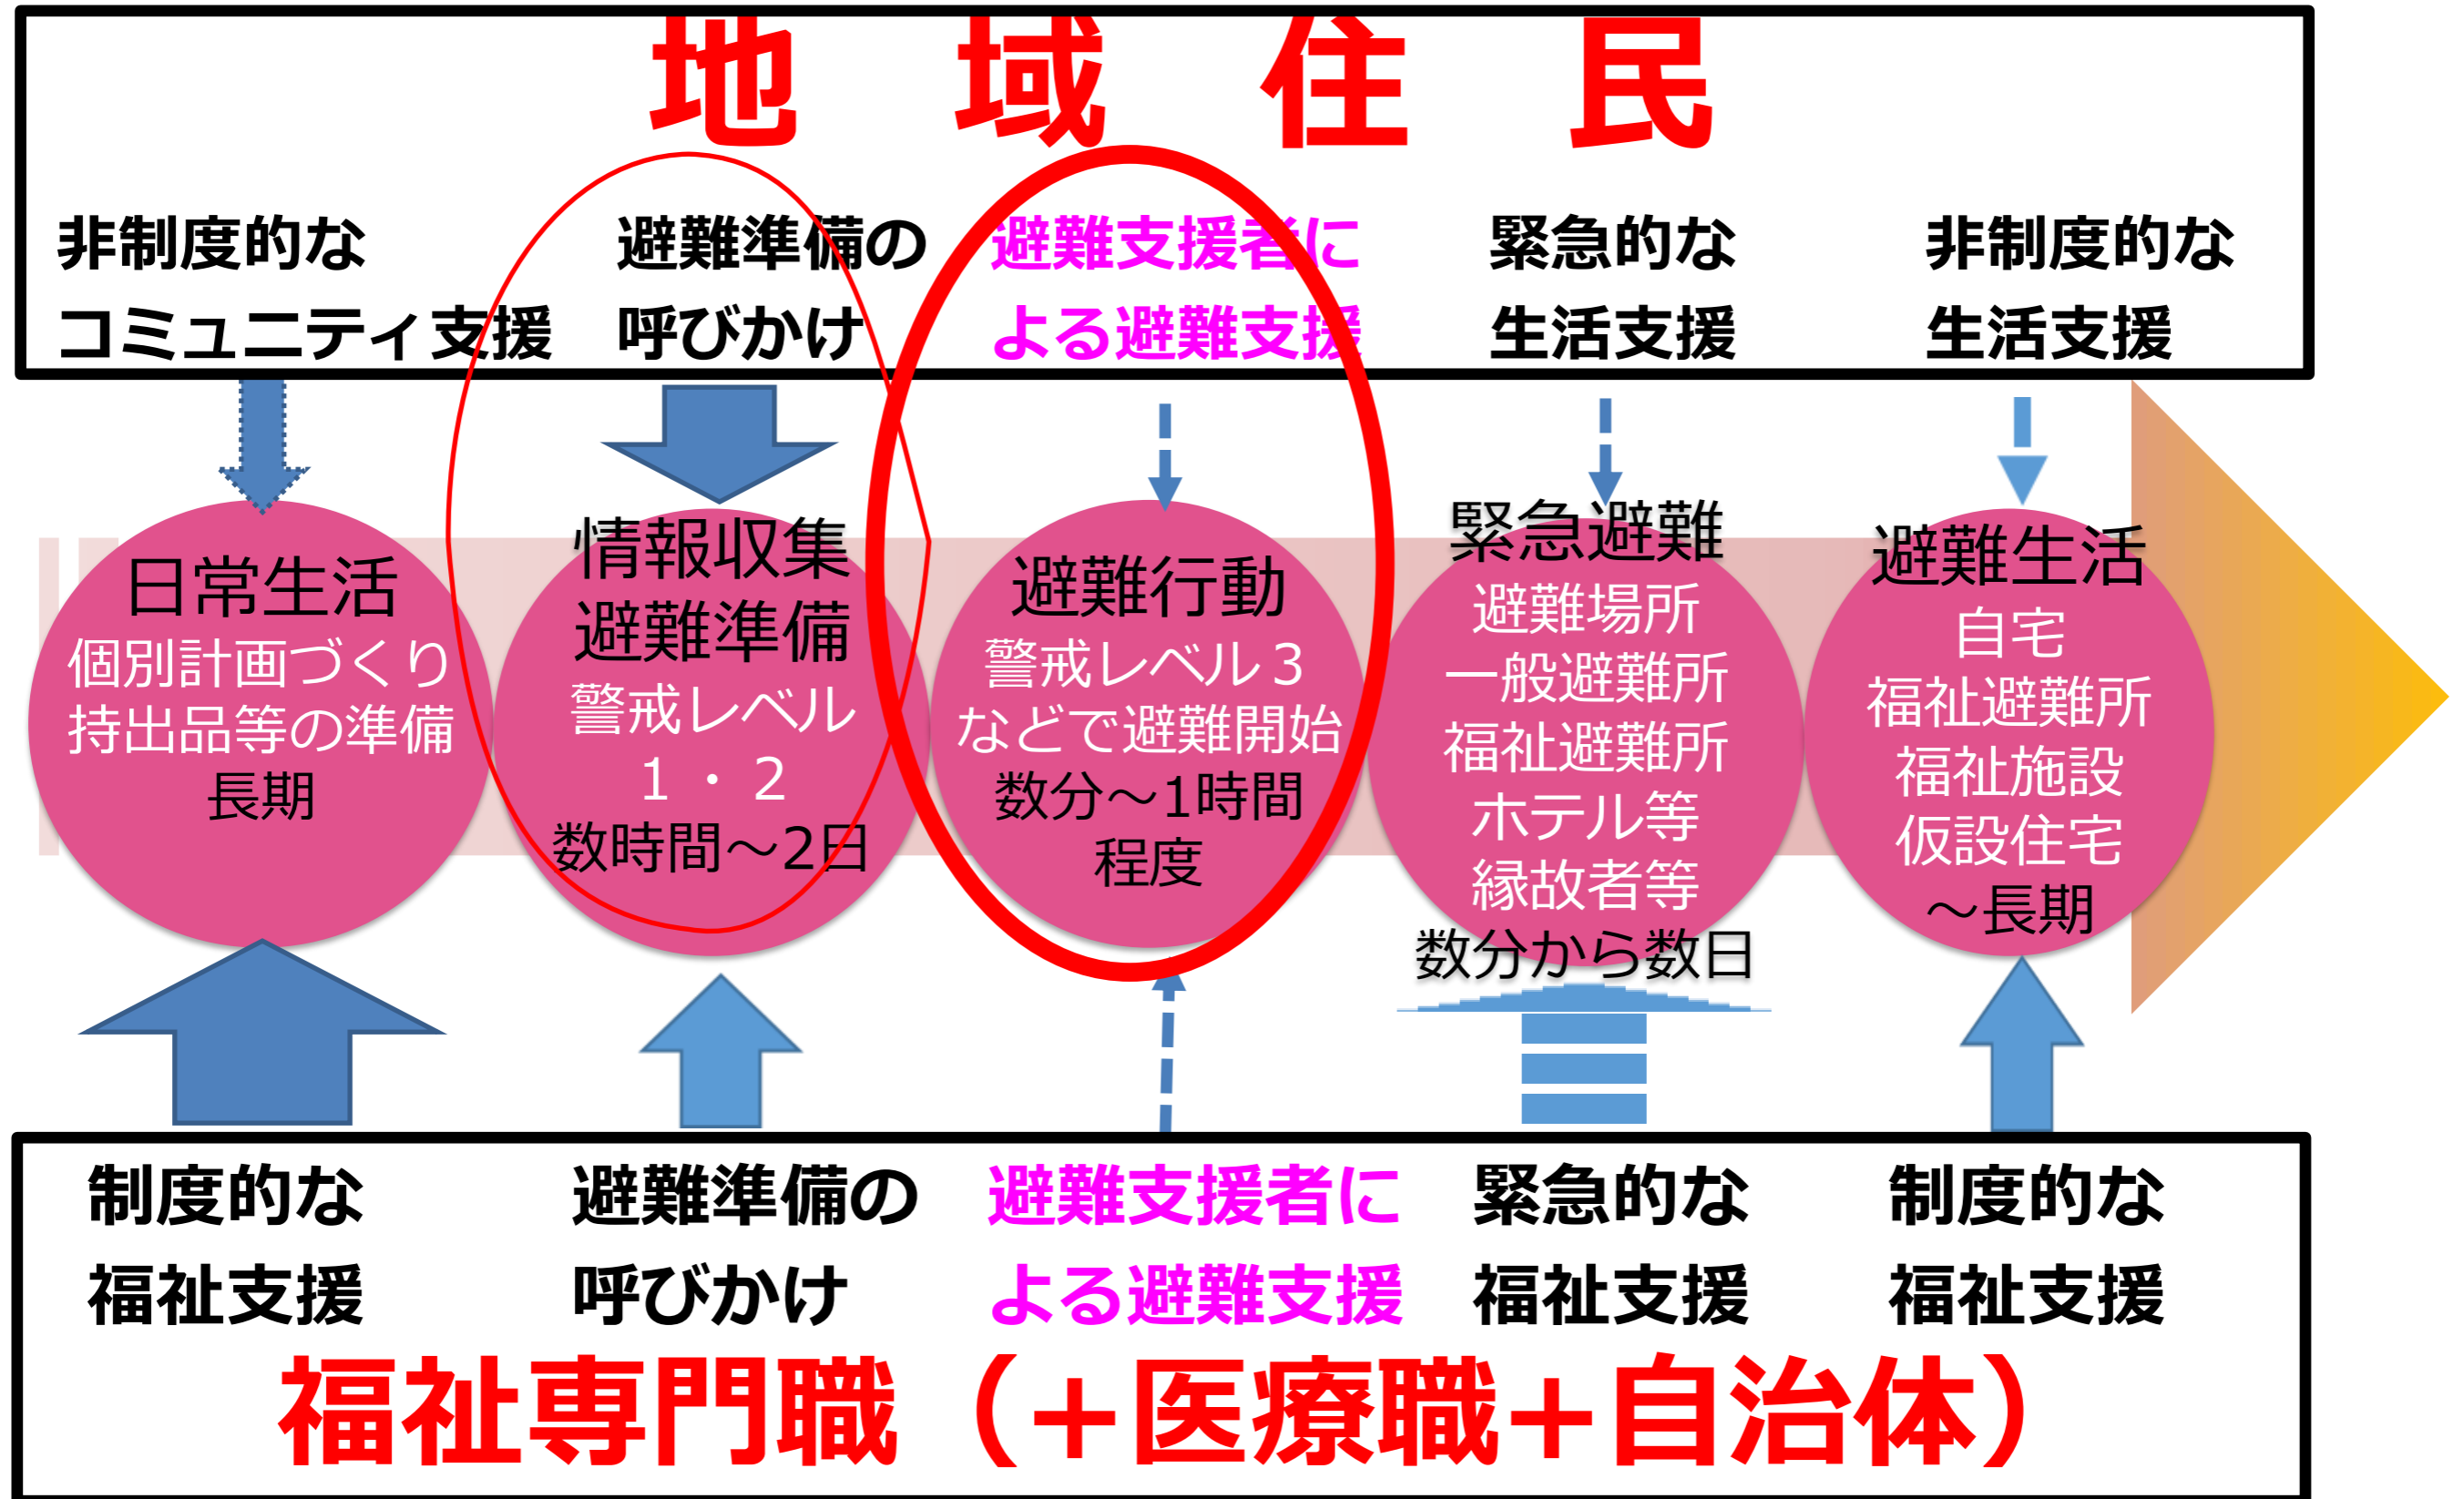 地 域 住 民
非制度的な
コミュニティ支援
避難準備の
呼びかけ
避難支援者に
よる避難支援
緊急的な
生活支援
非制度的な
生活支援
日常生活
個別計画づくり
持出品等の準備
長期
情報収集
避難準備
警戒レベル
１・２
数時間～2日
避難行動
警戒レベル３
などで避難開始
数分～1時間
程度
緊急避難
避難場所
一般避難所
福祉避難所
ホテル等
縁故者等
数分から数日
避難生活
自宅
福祉避難所
福祉施設
仮設住宅
～長期
制度的な
福祉支援
避難準備の
呼びかけ
避難支援者に
よる避難支援
緊急的な
福祉支援
制度的な
福祉支援
福祉専門職（+医療職+自治体）